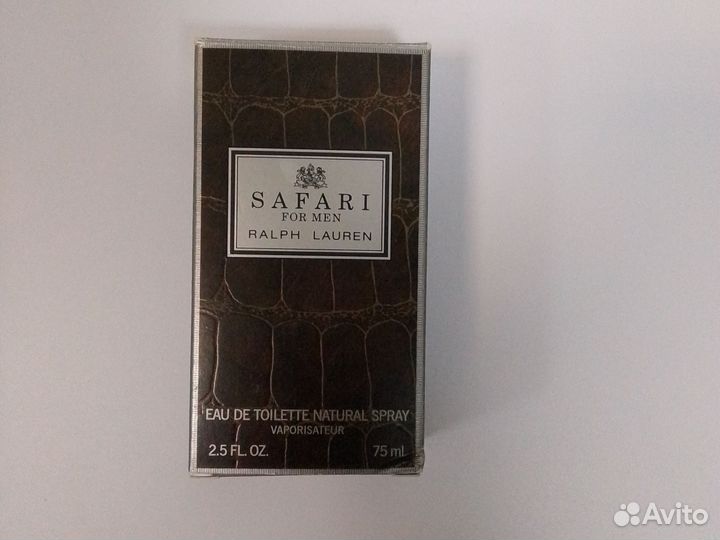 SAFARI
FOR MEN
RALPH LAUREN
EAU DE TOILETTE NATURAL SPRAY
VAPORISATEUR
2.5 FL. OZ. 75 ml
Avito